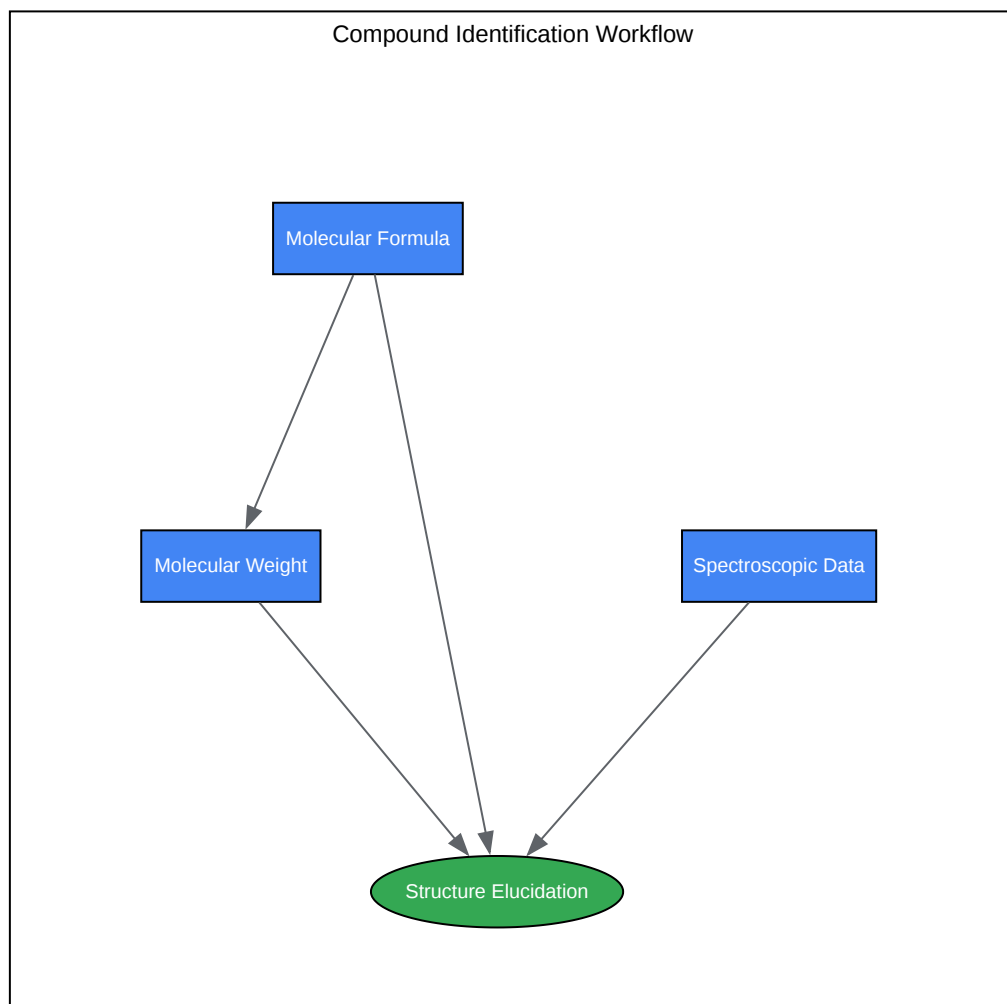 Compound Identification Workflow
Molecular Formula
Molecular Weight
Spectroscopic Data
Structure Elucidation